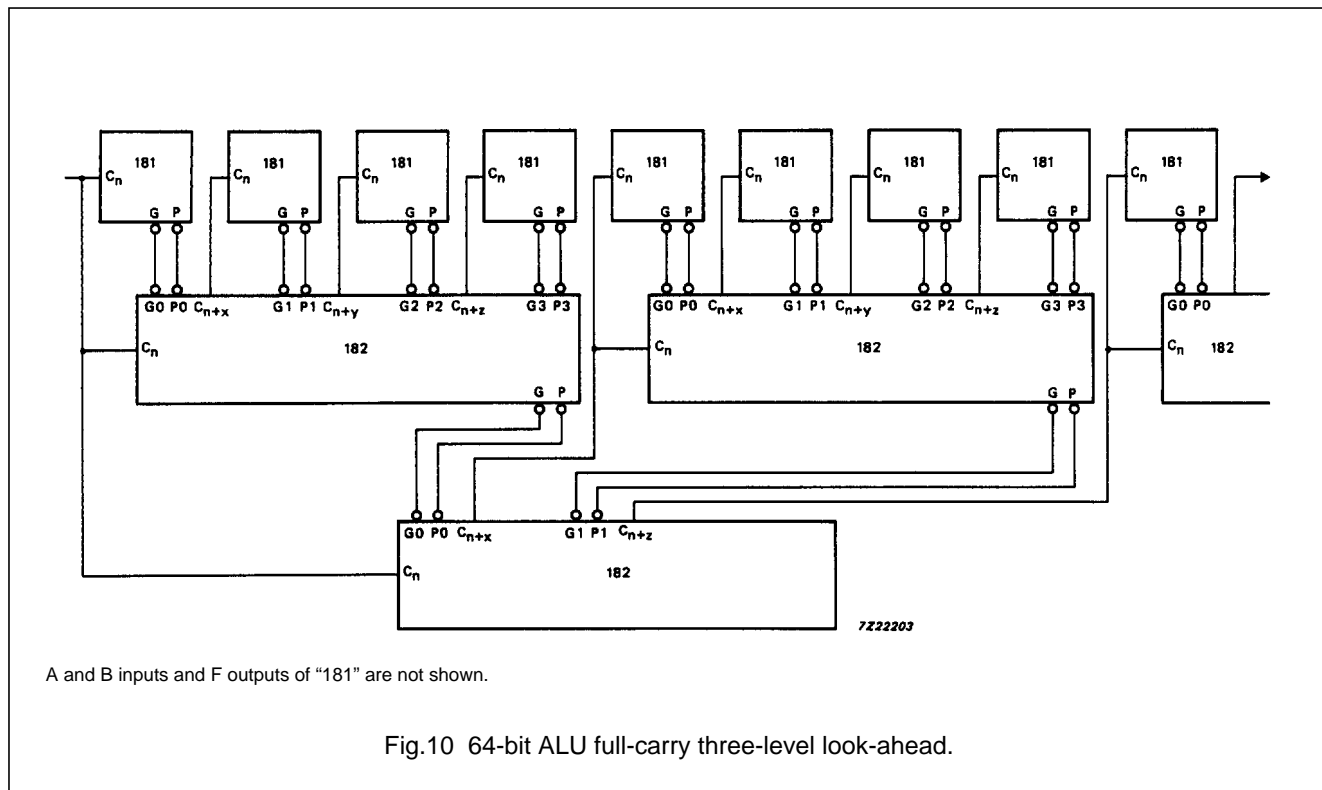 181 181 181 181 181 181 181 181 181
Cn Cn Cn Cn Cn Cn Cn Cn Cn
G P G P G P G P G P G P G P G P G P
G0 P0 Cn+x G1 P1 Cn+y G2 P2 Cn+z G3 P3 G0 P0 Cn+x G1 P1 Cn+y G2 P2 Cn+z G3 P3 G0 P0
Cn 182 Cn 182 Cn 182
G P G P
G0 P0 Cn+x G1 P1 Cn+z
Cn 182
7Z22203
A and B inputs and F outputs of “181” are not shown.
Fig.10 64-bit ALU full-carry three-level look-ahead.